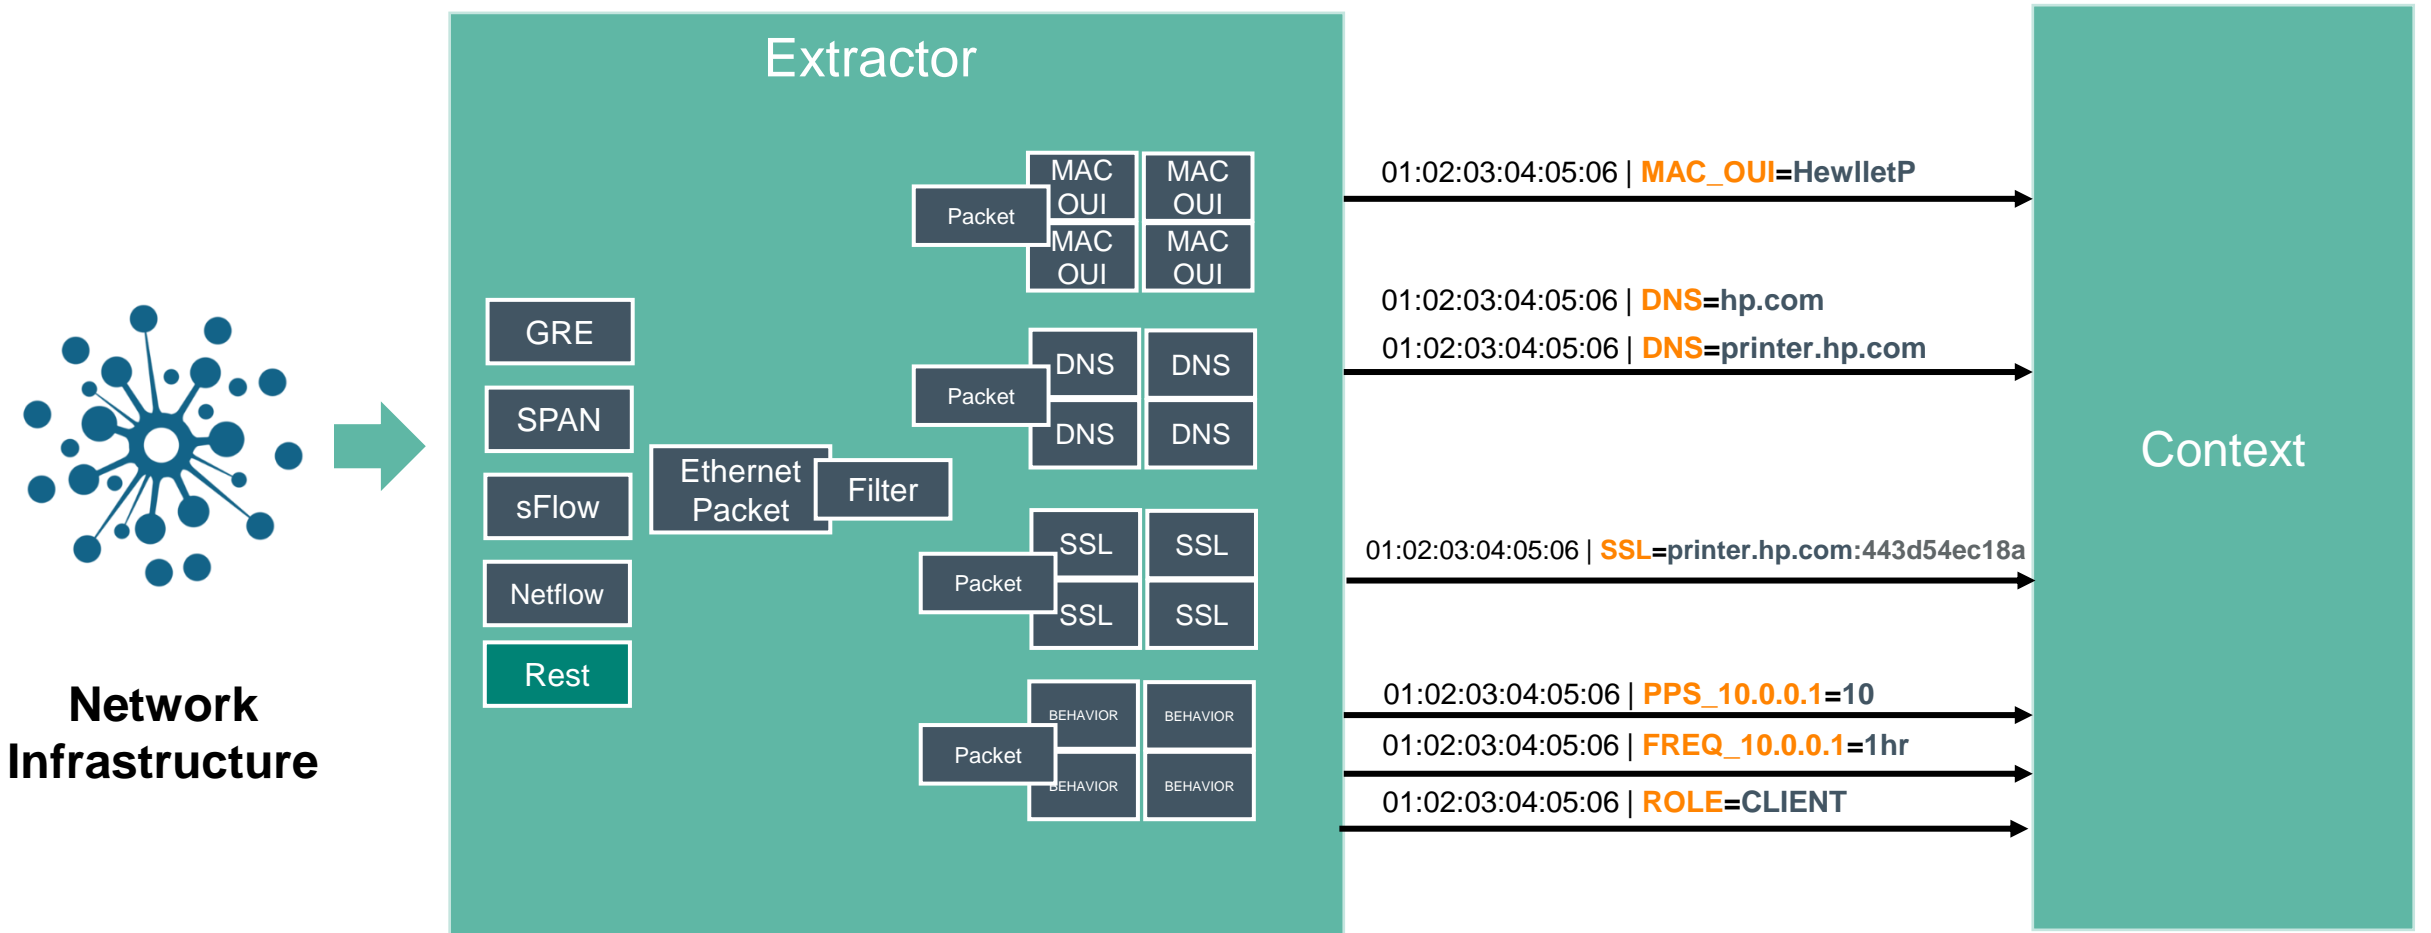 Extractor
Network
Infrastructure
GRE
SPAN
sFlow
Netflow
Rest
Ethernet
Packet
Filter
Packet
MAC
OUI
MAC
OUI
MAC
OUI
MAC
OUI
Packet
DNS
DNS
DNS
DNS
Packet
SSL
SSL
SSL
SSL
Packet
BEHAVIOR
BEHAVIOR
BEHAVIOR
BEHAVIOR
01:02:03:04:05:06 | MAC_OUI=HewlletP
01:02:03:04:05:06 | DNS=hp.com
01:02:03:04:05:06 | DNS=printer.hp.com
01:02:03:04:05:06 | SSL=printer.hp.com:443d54ec18a
01:02:03:04:05:06 | PPS_10.0.0.1=10
01:02:03:04:05:06 | FREQ_10.0.0.1=1hr
01:02:03:04:05:06 | ROLE=CLIENT
Context